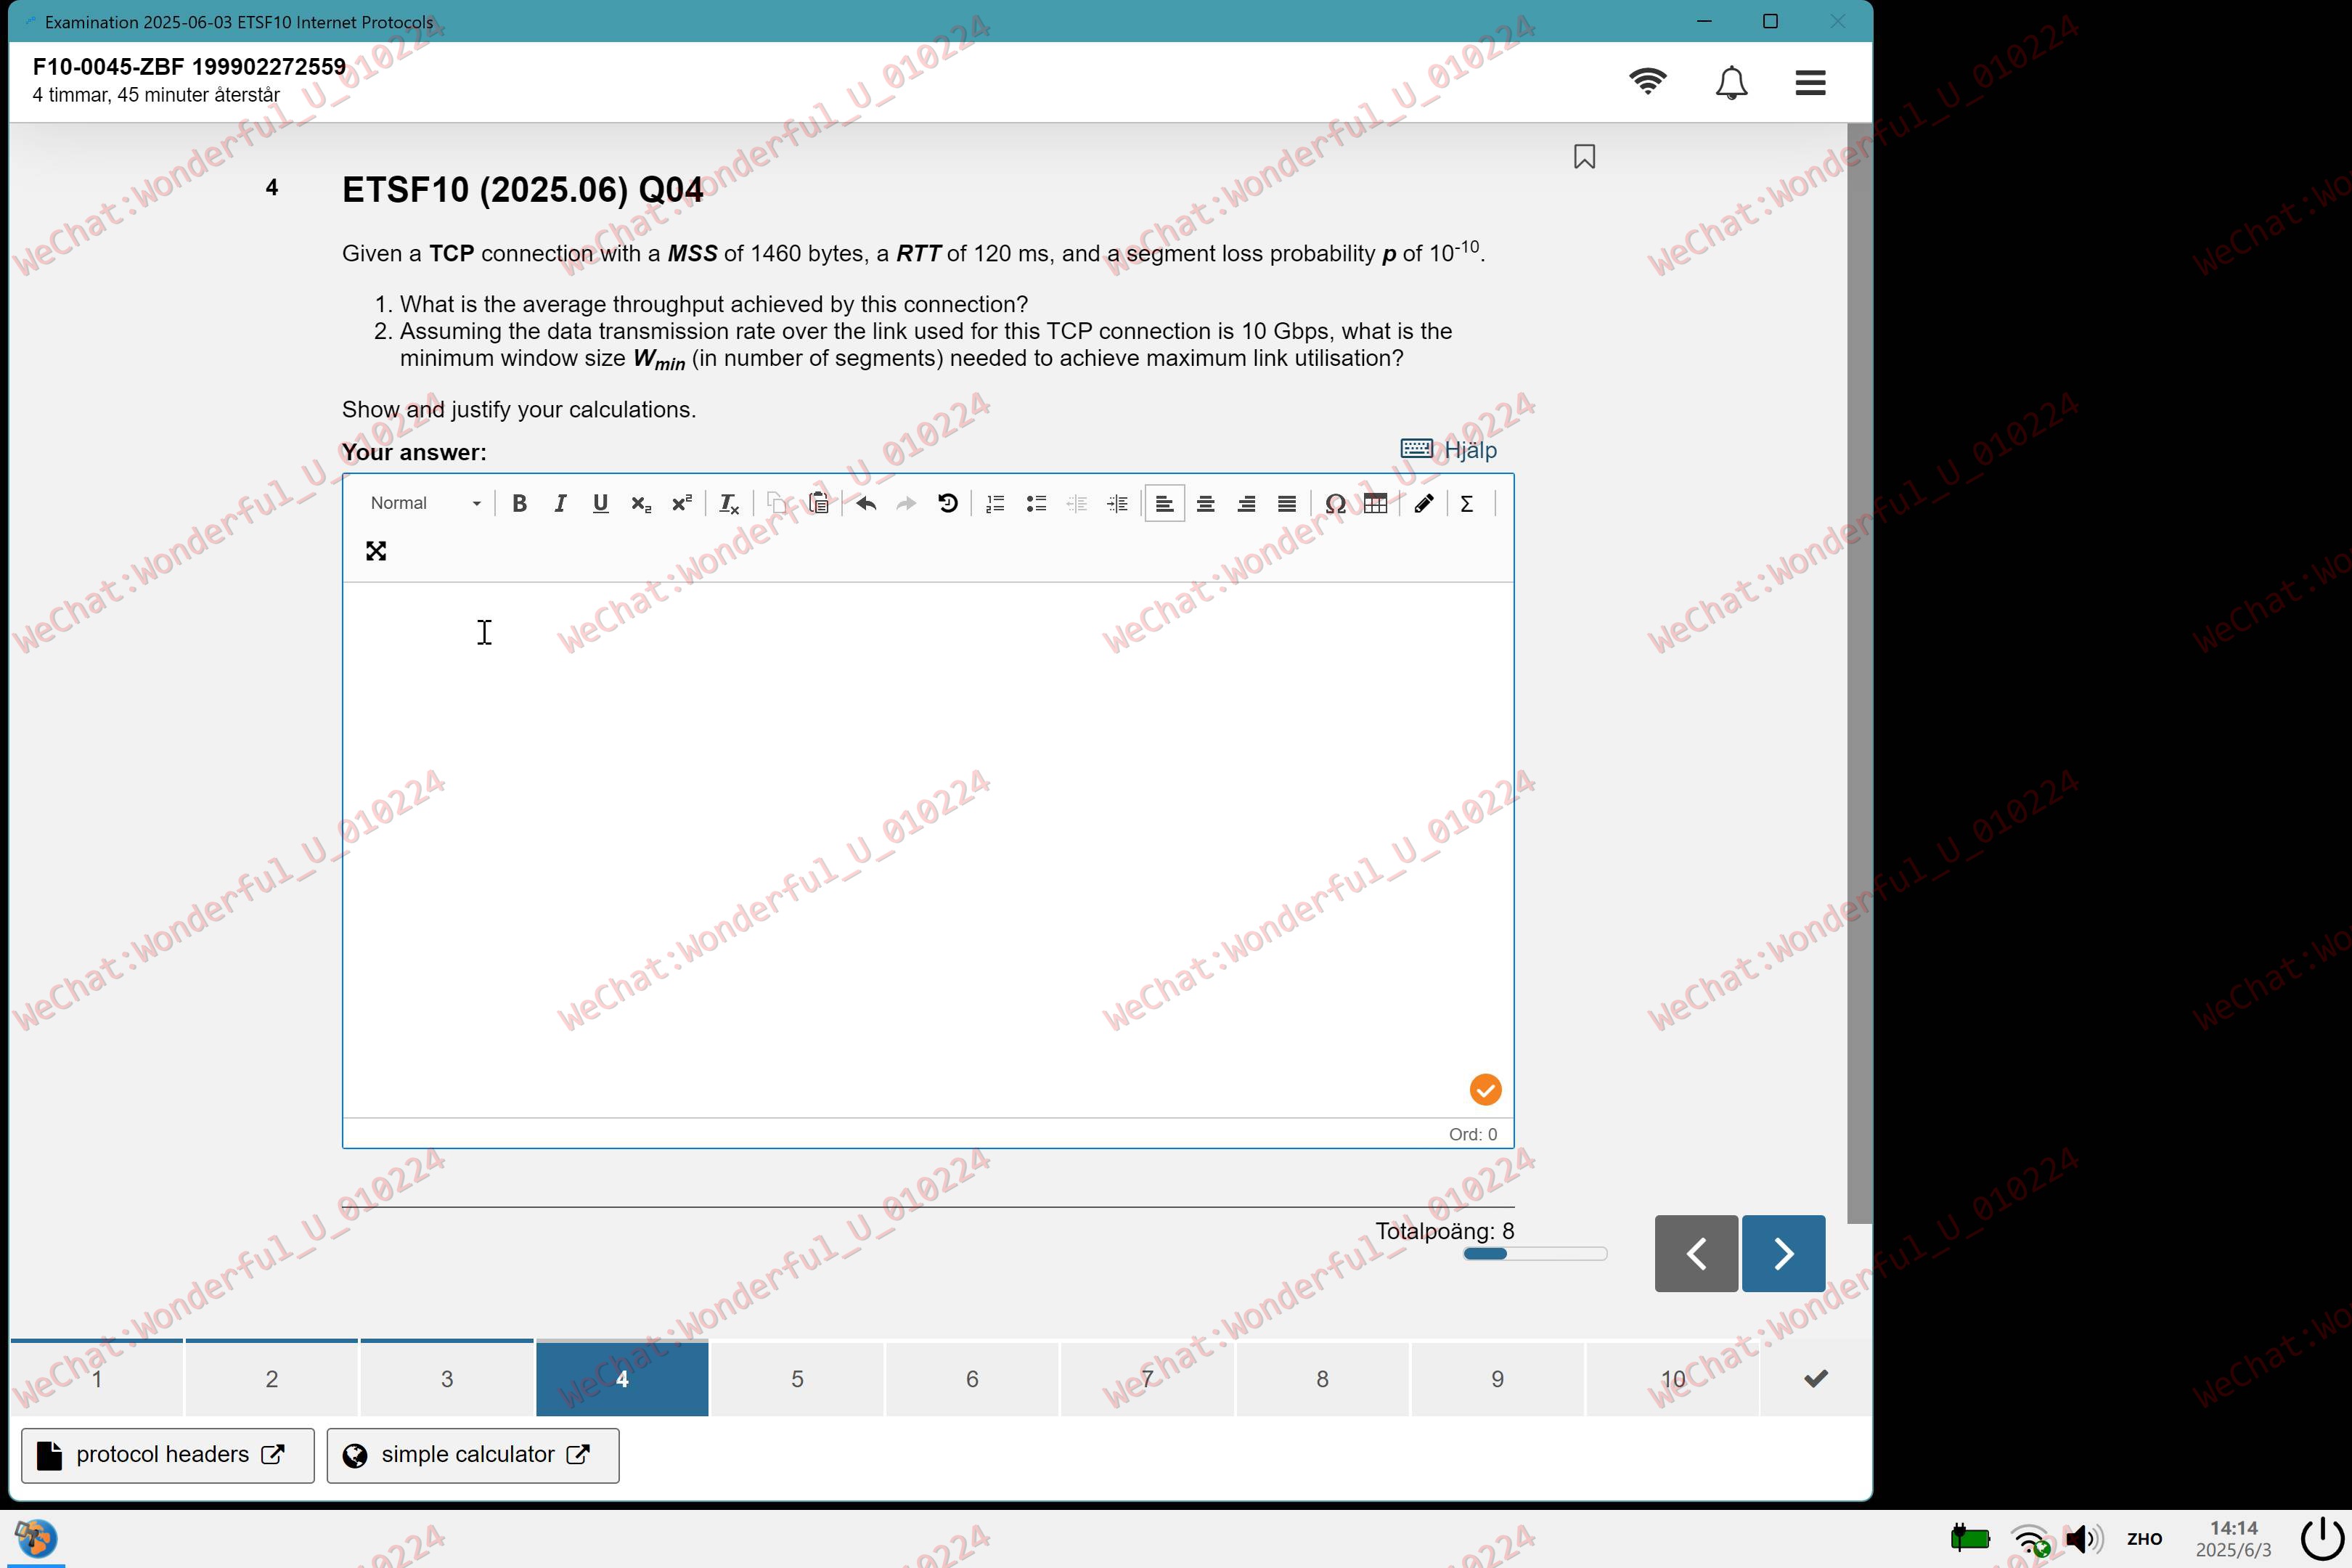 Examination 2025-06-03 ETSF10 Internet Protocols
F10-0045-ZBF 199902272559
4 timmar, 45 minuter återstår
4
ETSF10 (2025.06) Q04
Given a TCP connection with a MSS of 1460 bytes, a RTT of 120 ms, and a segment loss probability p of 10-10.
1. What is the average throughput achieved by this connection?
2. Assuming the data transmission rate over the link used for this TCP connection is 10 Gbps, what is the
minimum window size Wmin (in number of segments) needed to achieve maximum link utilisation?
Show and justify your calculations.
Your answer:
Hjälp
Normal
Ord: 0
Totalpoäng: 8
1 2 3 4 5 6 7 8 9 10
protocol headers
simple calculator
ZHO
14:14
2025/6/3
WeChat:Wonderful_U_010224